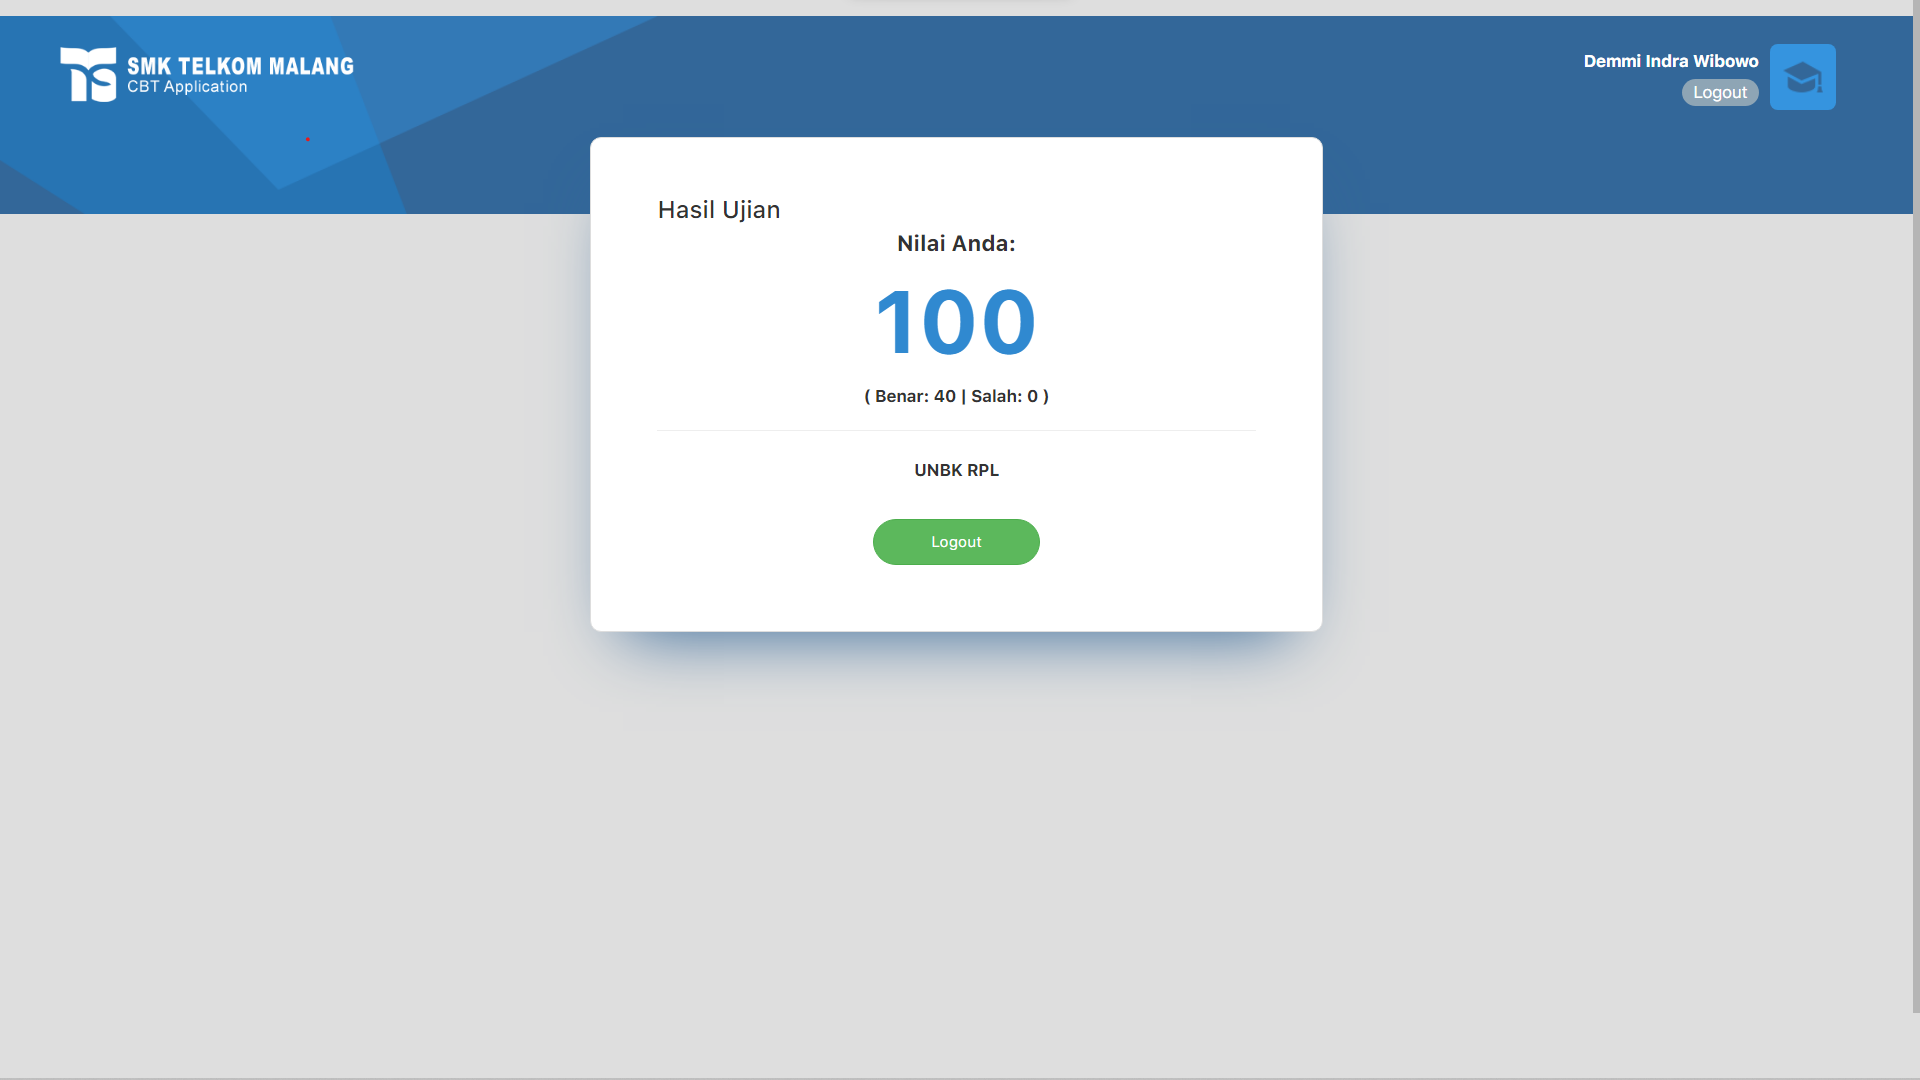 SMK TELKOM MALANG
CBT Application
Demmi Indra Wibowo
Logout
Hasil Ujian
Nilai Anda:
100
( Benar: 40 | Salah: 0 )
UNBK RPL
Logout